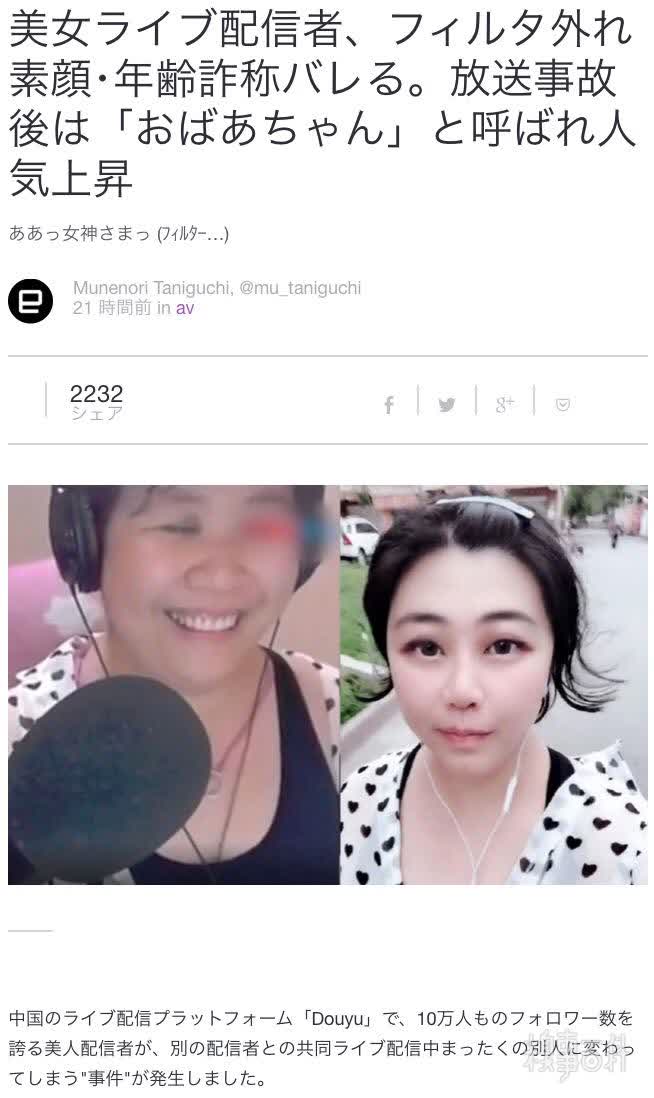 美女ライブ配信者、フィルタ外れ
素顔･年齢詐称バレる。放送事故
後は「おばあちゃん」と呼ばれ人
気上昇
ああっ女神さまっ (ﾌｨﾙﾀｰ...)
Munenori Taniguchi, @mu_taniguchi
21 時間前 in av
2232
シェア
中国のライブ配信プラットフォーム「Douyu」で、10万人ものフォロワー数を
誇る美人配信者が、別の配信者との共同ライブ配信中まったくの別人に変わっ
てしまう"事件"が発生しました。